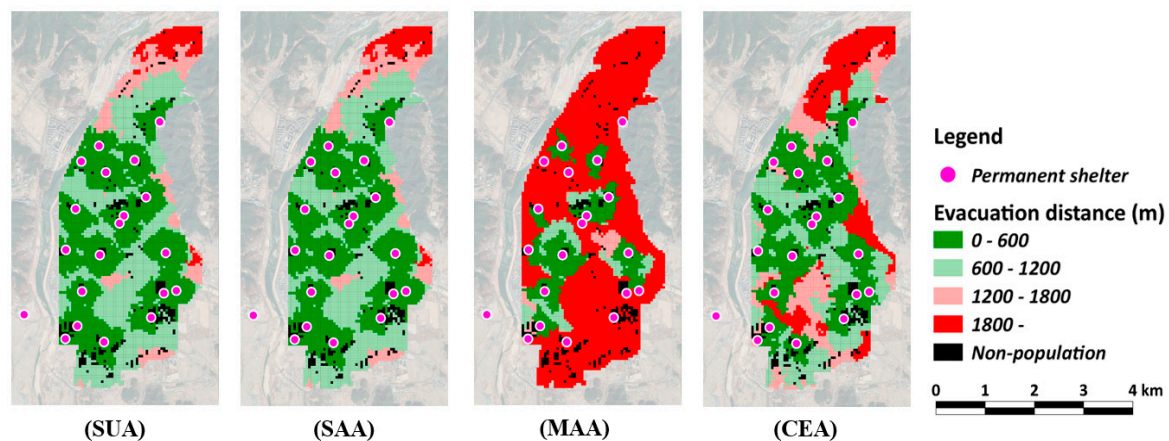 Legend
Permanent shelter
Evacuation distance (m)
0 - 600
600 - 1200
1200 - 1800
1800 -
Non-population
0 1 2 3 4 km
(SUA) (SAA) (MAA) (CEA)